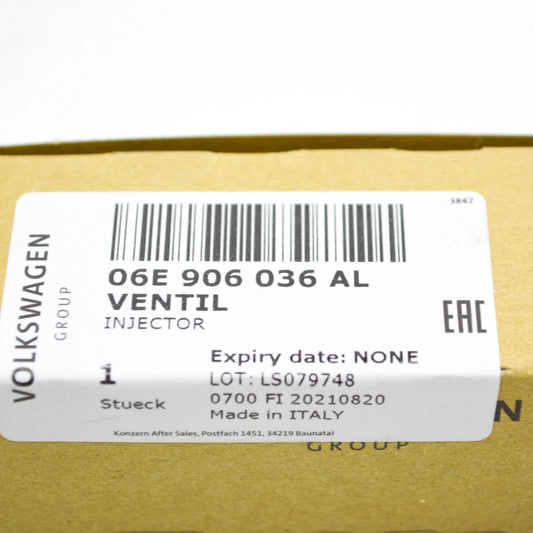 3847
VOLKSWAGEN
GROUP
06E 906 036 AL
VENTIL
INJECTOR
EAC
1
Stueck
Expiry date: NONE
LOT: LS079748
0700 FI 20210820
Made in ITALY
Konzern After Sales, Postfach 1451, 34219 Baunatal
N
GROUP